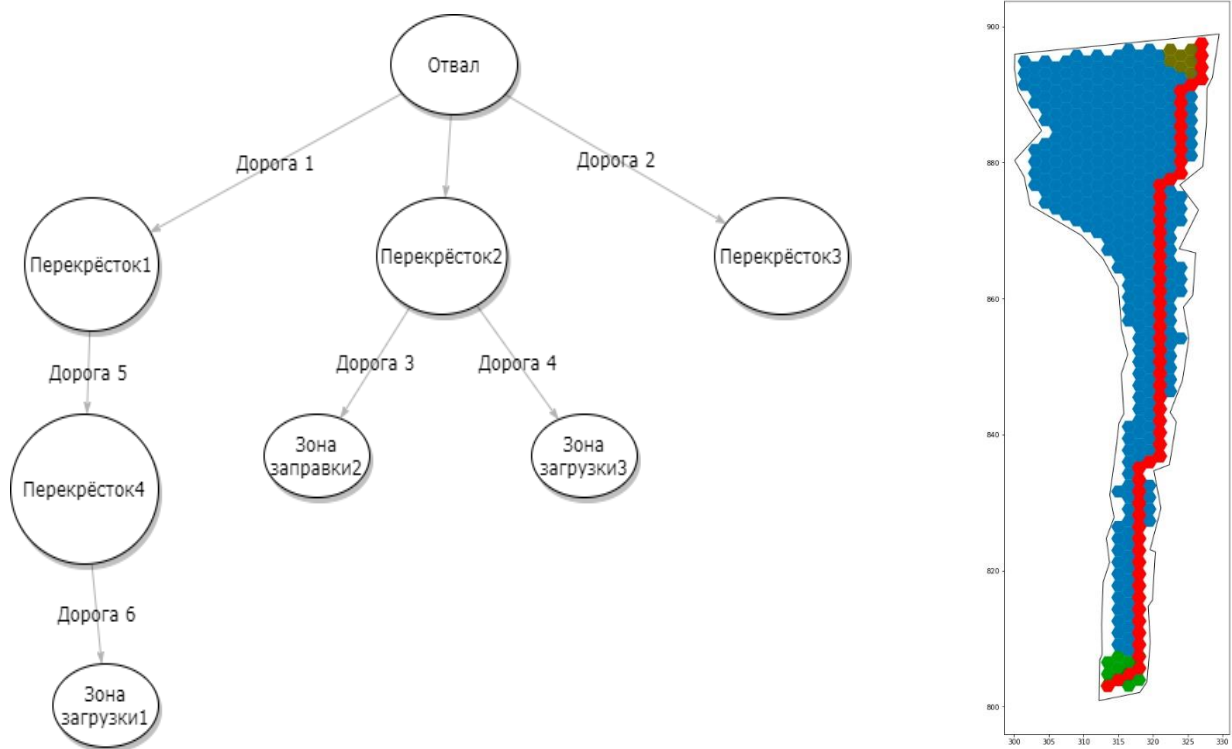 Отвал
Дорога 1
Дорога 2
Перекрёсток1
Перекрёсток2
Перекрёсток3
Дорога 5
Дорога 3
Дорога 4
Перекрёсток4
Зона
заправки2
Зона
загрузки3
Дорога 6
Зона
загрузки1
900
880
860
840
820
800
300
305
310
315
320
325
330